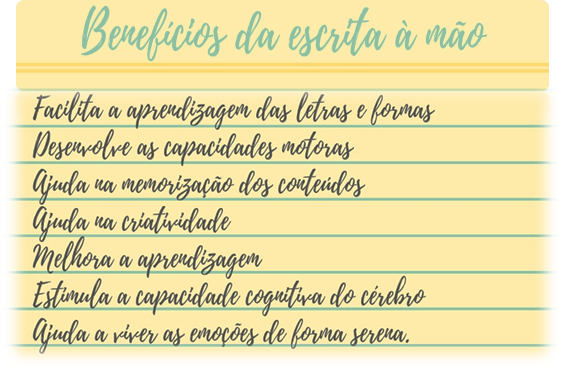 Benefícios da escrita à mão
Facilita a aprendizagem das letras e formas
Desenvolve as capacidades motoras
Ajuda na memorização dos conteúdos
Ajuda na criatividade
Melhora a aprendizagem
Estimula a capacidade cognitiva do cérebro
Ajuda a viver as emoções de forma serena.